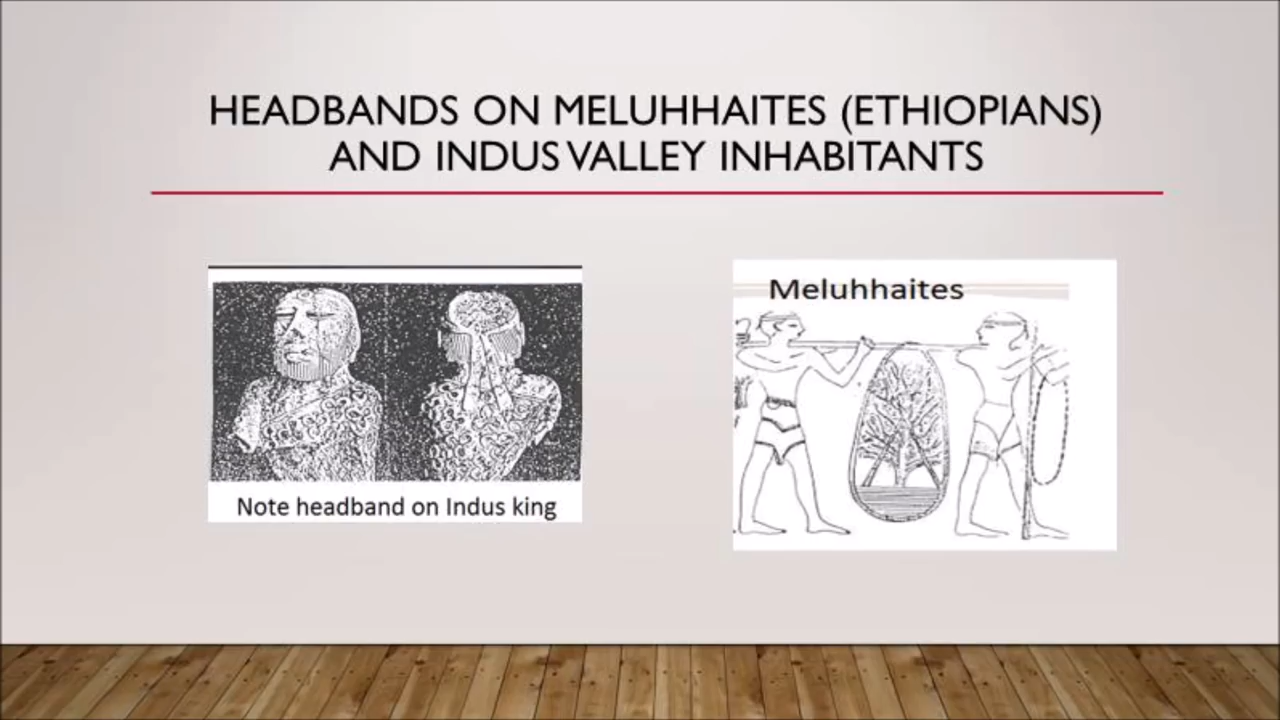 HEADBANDS ON MELUHHAITES (ETHIOPIANS)
AND INDUS VALLEY INHABITANTS
Meluhhaites
Note headband on Indus king